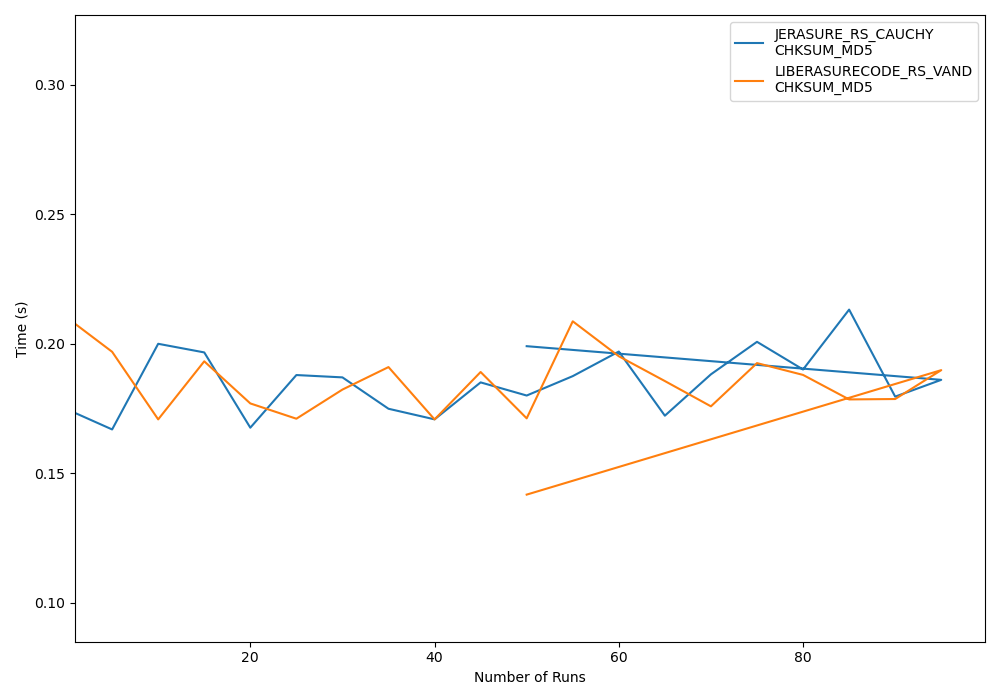 JERASURE_RS_CAUCHY
CHKSUM_MD5
LIBERASURECODE_RS_VAND
CHKSUM_MD5
0.30
0.25
0.20
0.15
0.10
Time (s)
20 40 60 80
Number of Runs